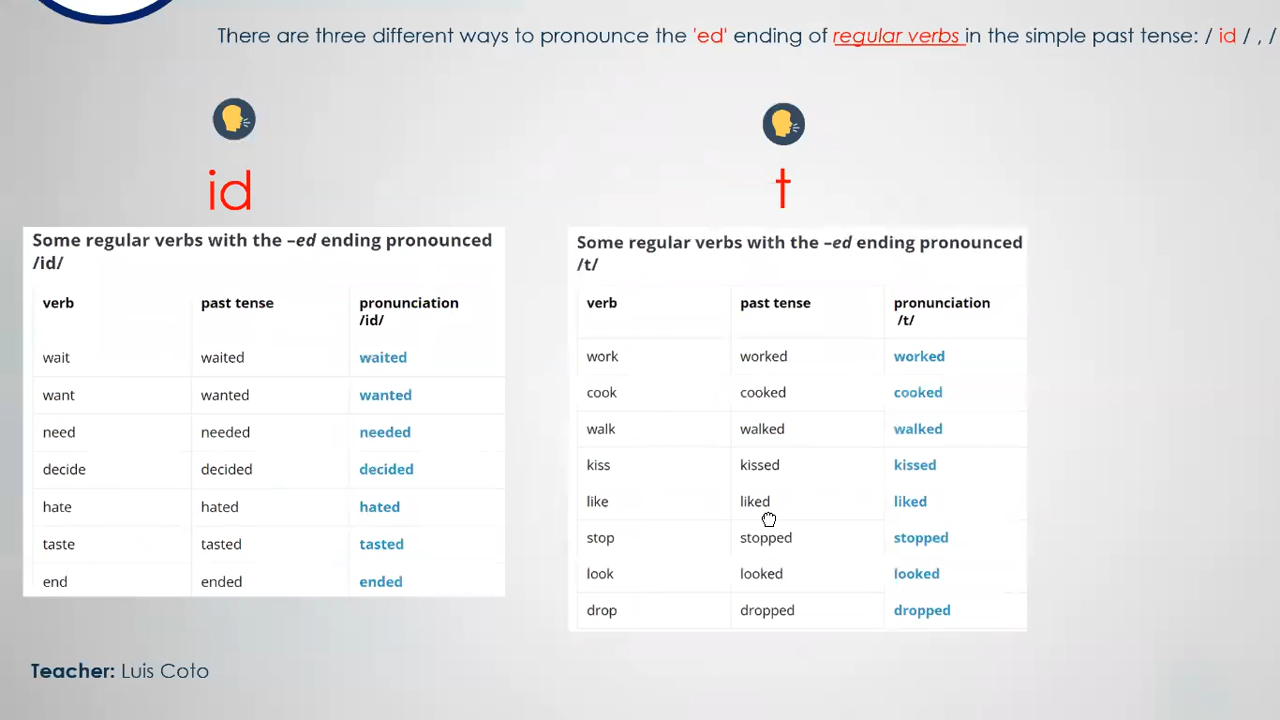 There are three different ways to pronounce the 'ed' ending of regular verbs in the simple past tense: / id / , /
id
t
Some regular verbs with the –ed ending pronounced
/id/
verb past tense pronunciation
/id/
wait waited waited
want wanted wanted
need needed needed
decide decided decided
hate hated hated
taste tasted tasted
end ended ended
Some regular verbs with the –ed ending pronounced
/t/
verb past tense pronunciation
/t/
work worked worked
cook cooked cooked
walk walked walked
kiss kissed kissed
like liked liked
stop stopped stopped
look looked looked
drop dropped dropped
Teacher: Luis Coto